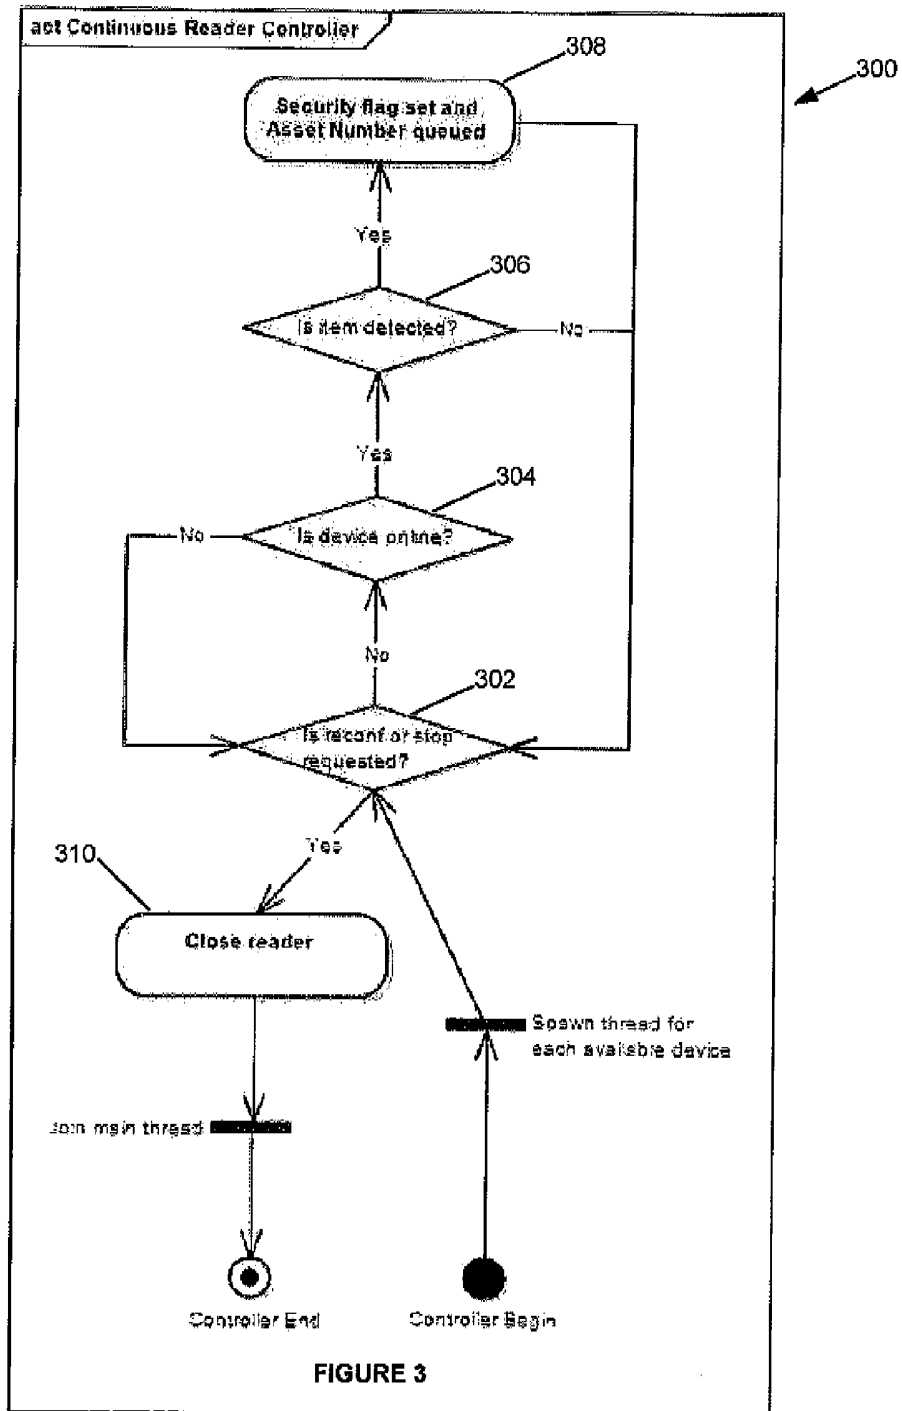 act Continuous Reader Controller
308
300
Security flag set and
Asset Number queued
Yes
306
Is item detected?
No
Yes
304
No
Is device online?
No
302
Is reconf or stop
requested?
Yes
310
Close reader
Spawn thread for
each available device
Join main thread
Controller End
Controller Begin
FIGURE 3